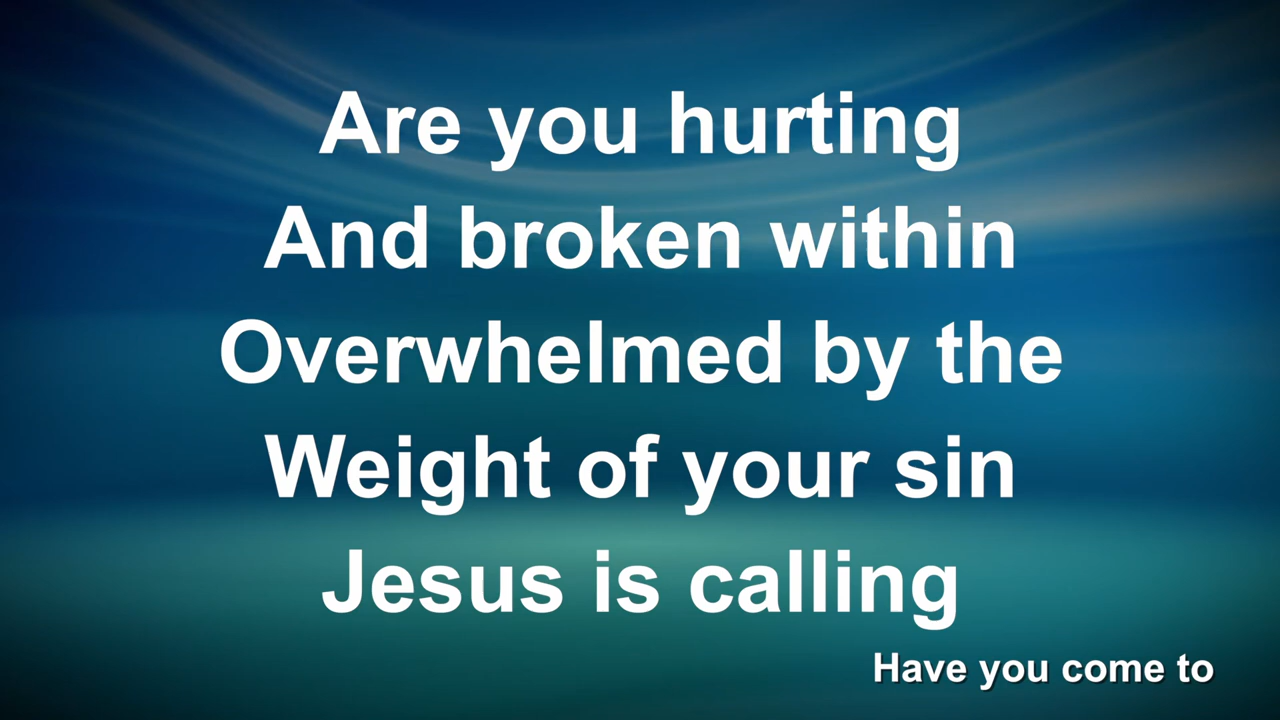 Are you hurting
And broken within
Overwhelmed by the
Weight of your sin
Jesus is calling
Have you come to